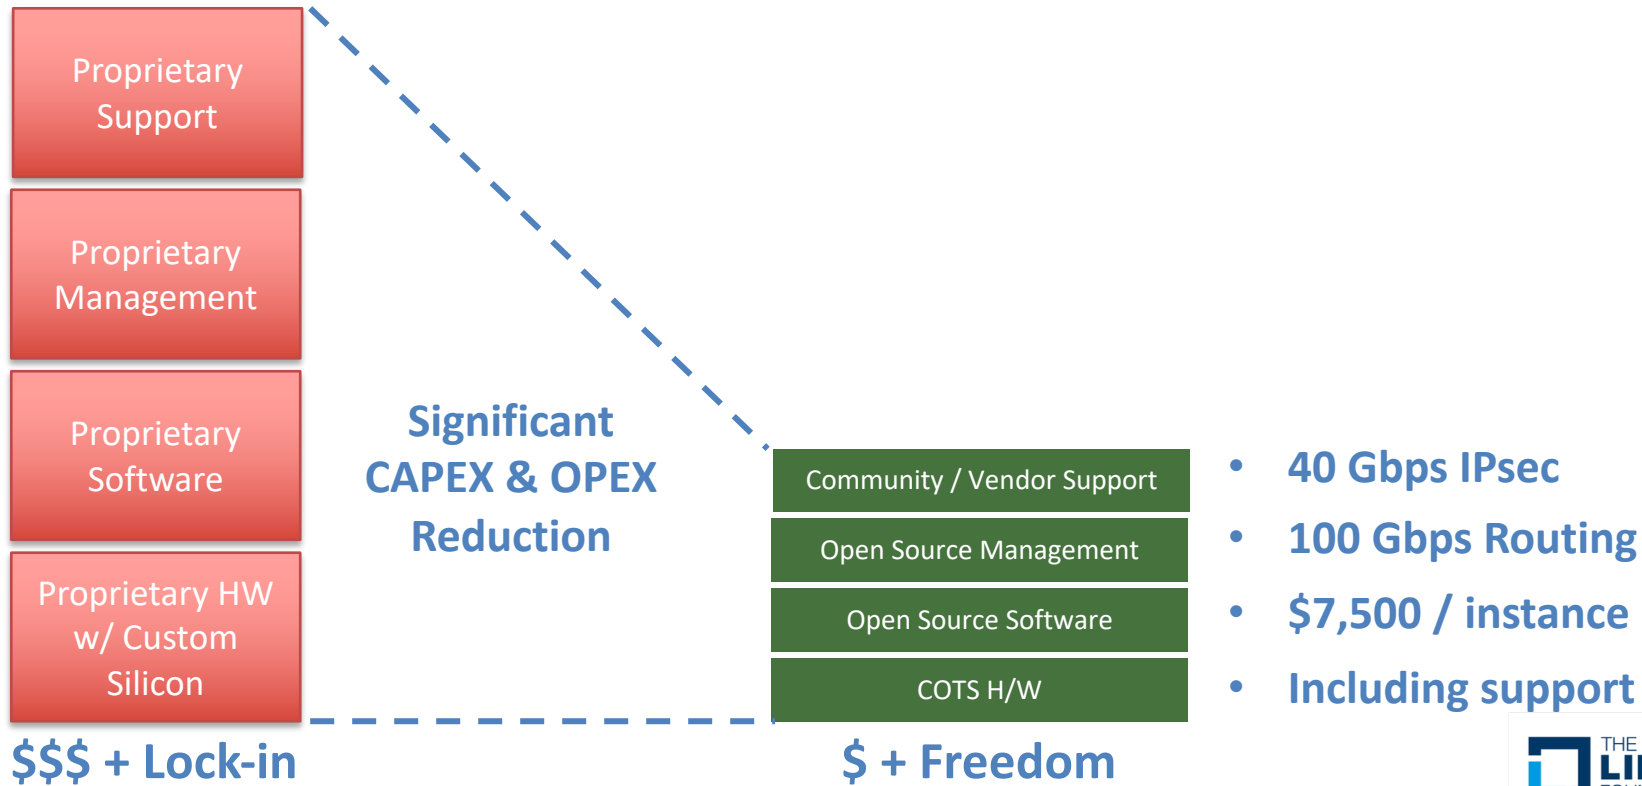 Proprietary
Support
Proprietary
Management
Proprietary
Software
Proprietary HW
w/ Custom
Silicon
$$$ + Lock-in
Significant
CAPEX & OPEX
Reduction
Community / Vendor Support
Open Source Management
Open Source Software
COTS H/W
$ + Freedom
• 40 Gbps IPsec
• 100 Gbps Routing
• $7,500 / instance
• Including support
THE